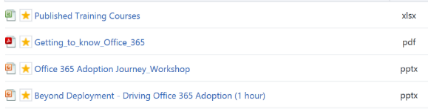 Published Training Courses xlsx
Getting_to_know_Office_365 pdf
Office 365 Adoption Journey_Workshop pptx
Beyond Deployment - Driving Office 365 Adoption (1 hour) pptx